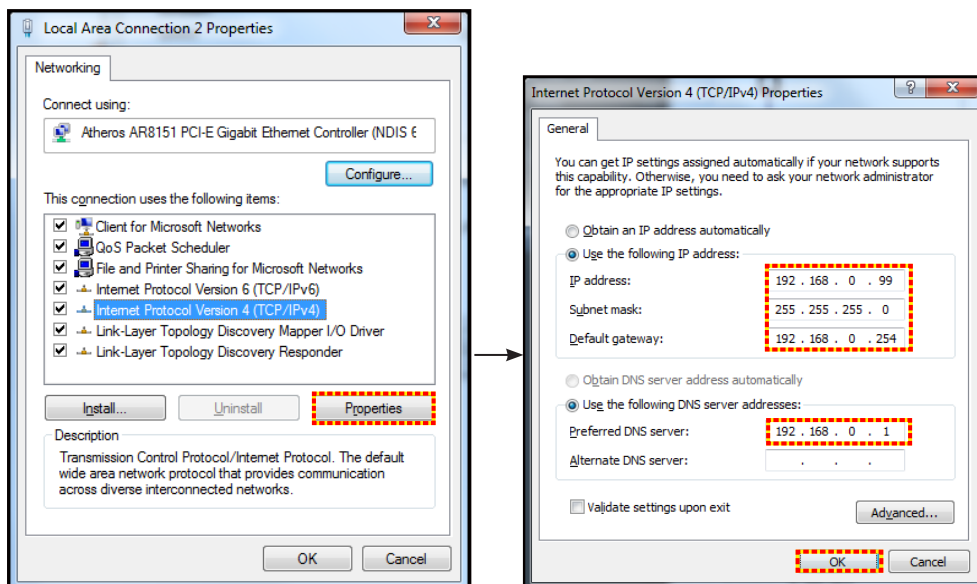 Local Area Connection 2 Properties
Networking
Connect using:
Atheros AR8151 PCI-E Gigabit Ethernet Controller (NDIS 6
Configure...
This connection uses the following items:
Client for Microsoft Networks
QoS Packet Scheduler
File and Printer Sharing for Microsoft Networks
Internet Protocol Version 6 (TCP/IPv6)
Internet Protocol Version 4 (TCP/IPv4)
Link-Layer Topology Discovery Mapper I/O Driver
Link-Layer Topology Discovery Responder
Install...
Uninstall
Properties
Description
Transmission Control Protocol/Internet Protocol. The default
wide area network protocol that provides communication
across diverse interconnected networks.
OK
Cancel
Internet Protocol Version 4 (TCP/IPv4) Properties
General
You can get IP settings assigned automatically if your network supports
this capability. Otherwise, you need to ask your network administrator
for the appropriate IP settings.
Obtain an IP address automatically
Use the following IP address:
IP address:
192 . 168 . 0 . 99
Subnet mask:
255 . 255 . 255 . 0
Default gateway:
192 . 168 . 0 . 254
Obtain DNS server address automatically
Use the following DNS server addresses:
Preferred DNS server:
192 . 168 . 0 . 1
Alternate DNS server:
. . .
Validate settings upon exit
Advanced...
OK
Cancel